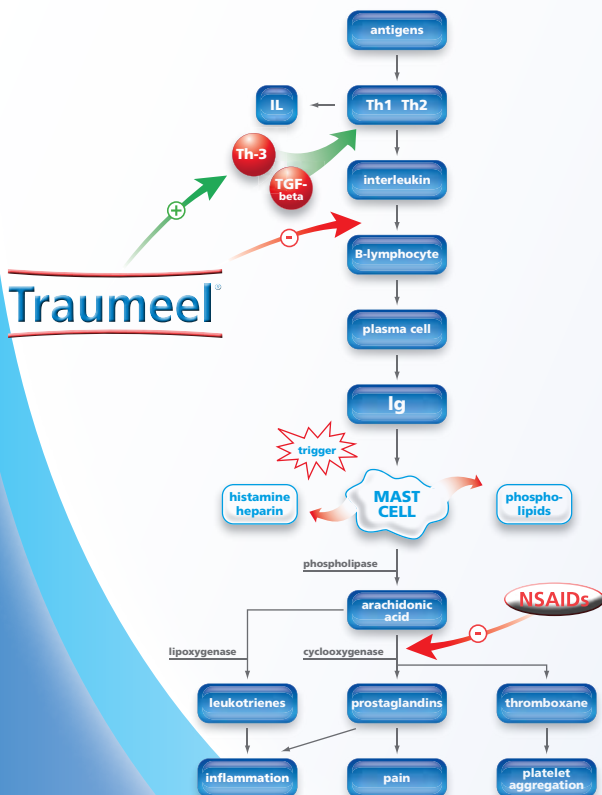 antigens
IL
Th1 Th2
Th-3
TGF-
beta
interleukin
+
-
B-lymphocyte
Traumeel®
plasma cell
Ig
trigger
histamine
heparin
MAST
CELL
phospho-
lipids
phospholipase
arachidonic
acid
NSAIDs
-
lipoxygenase
cyclooxygenase
leukotrienes
prostaglandins
thromboxane
inflammation
pain
platelet
aggregation